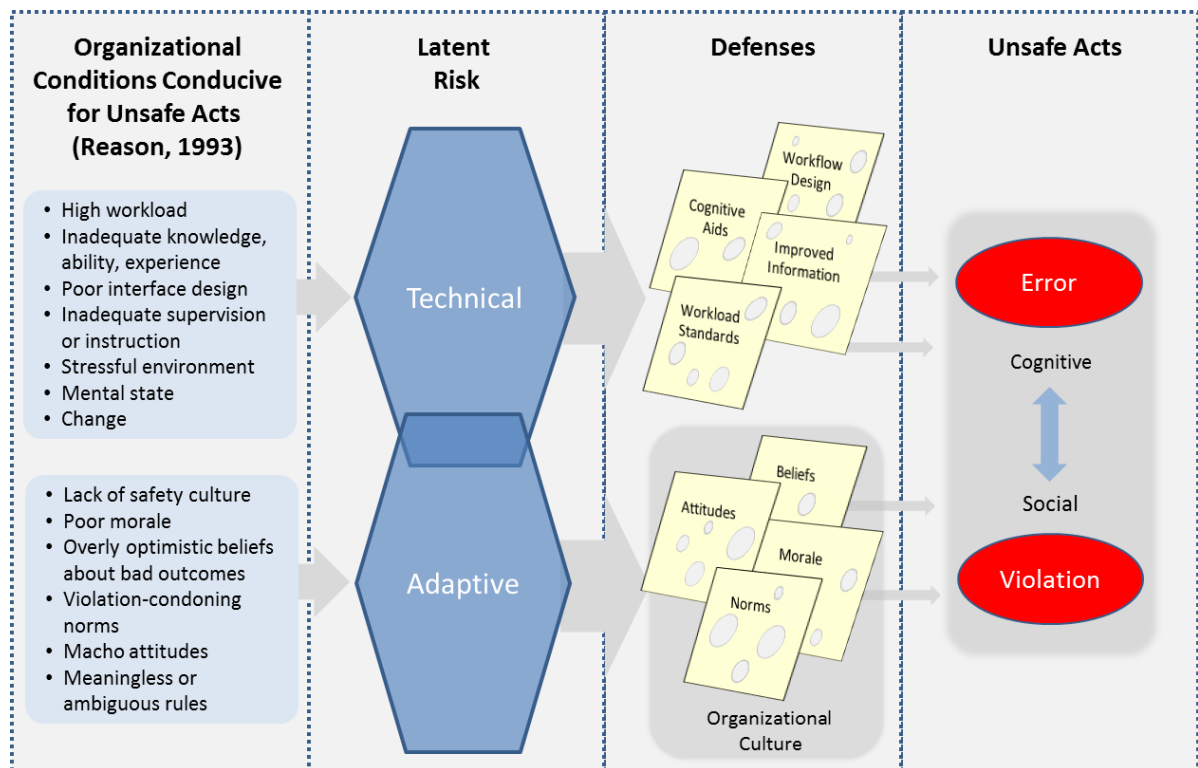 Organizational
Conditions Conducive
for Unsafe Acts
(Reason, 1993)
• High workload
• Inadequate knowledge,
ability, experience
• Poor interface design
• Inadequate supervision
or instruction
• Stressful environment
• Mental state
• Change
• Lack of safety culture
• Poor morale
• Overly optimistic beliefs
about bad outcomes
• Violation-condoning
norms
• Macho attitudes
• Meaningless or
ambiguous rules
Latent
Risk
Technical
Adaptive
Defenses
Workflow
Design
Cognitive
Aids
Improved
Information
Workload
Standards
Beliefs
Attitudes
Morale
Norms
Organizational
Culture
Unsafe Acts
Error
Cognitive
Social
Violation